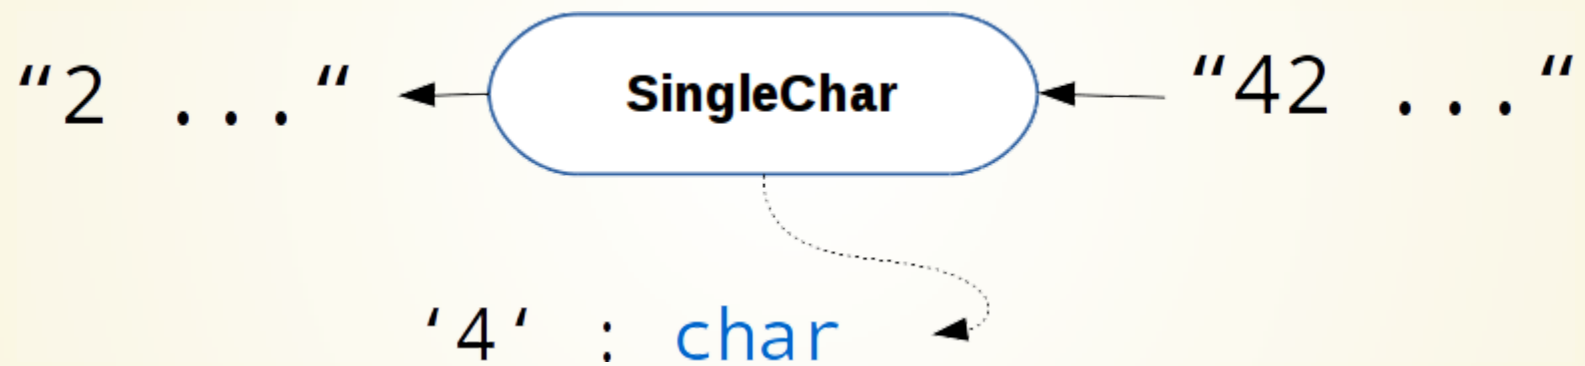 “2 ...“ SingleChar “42 ...“
‘4‘ : char